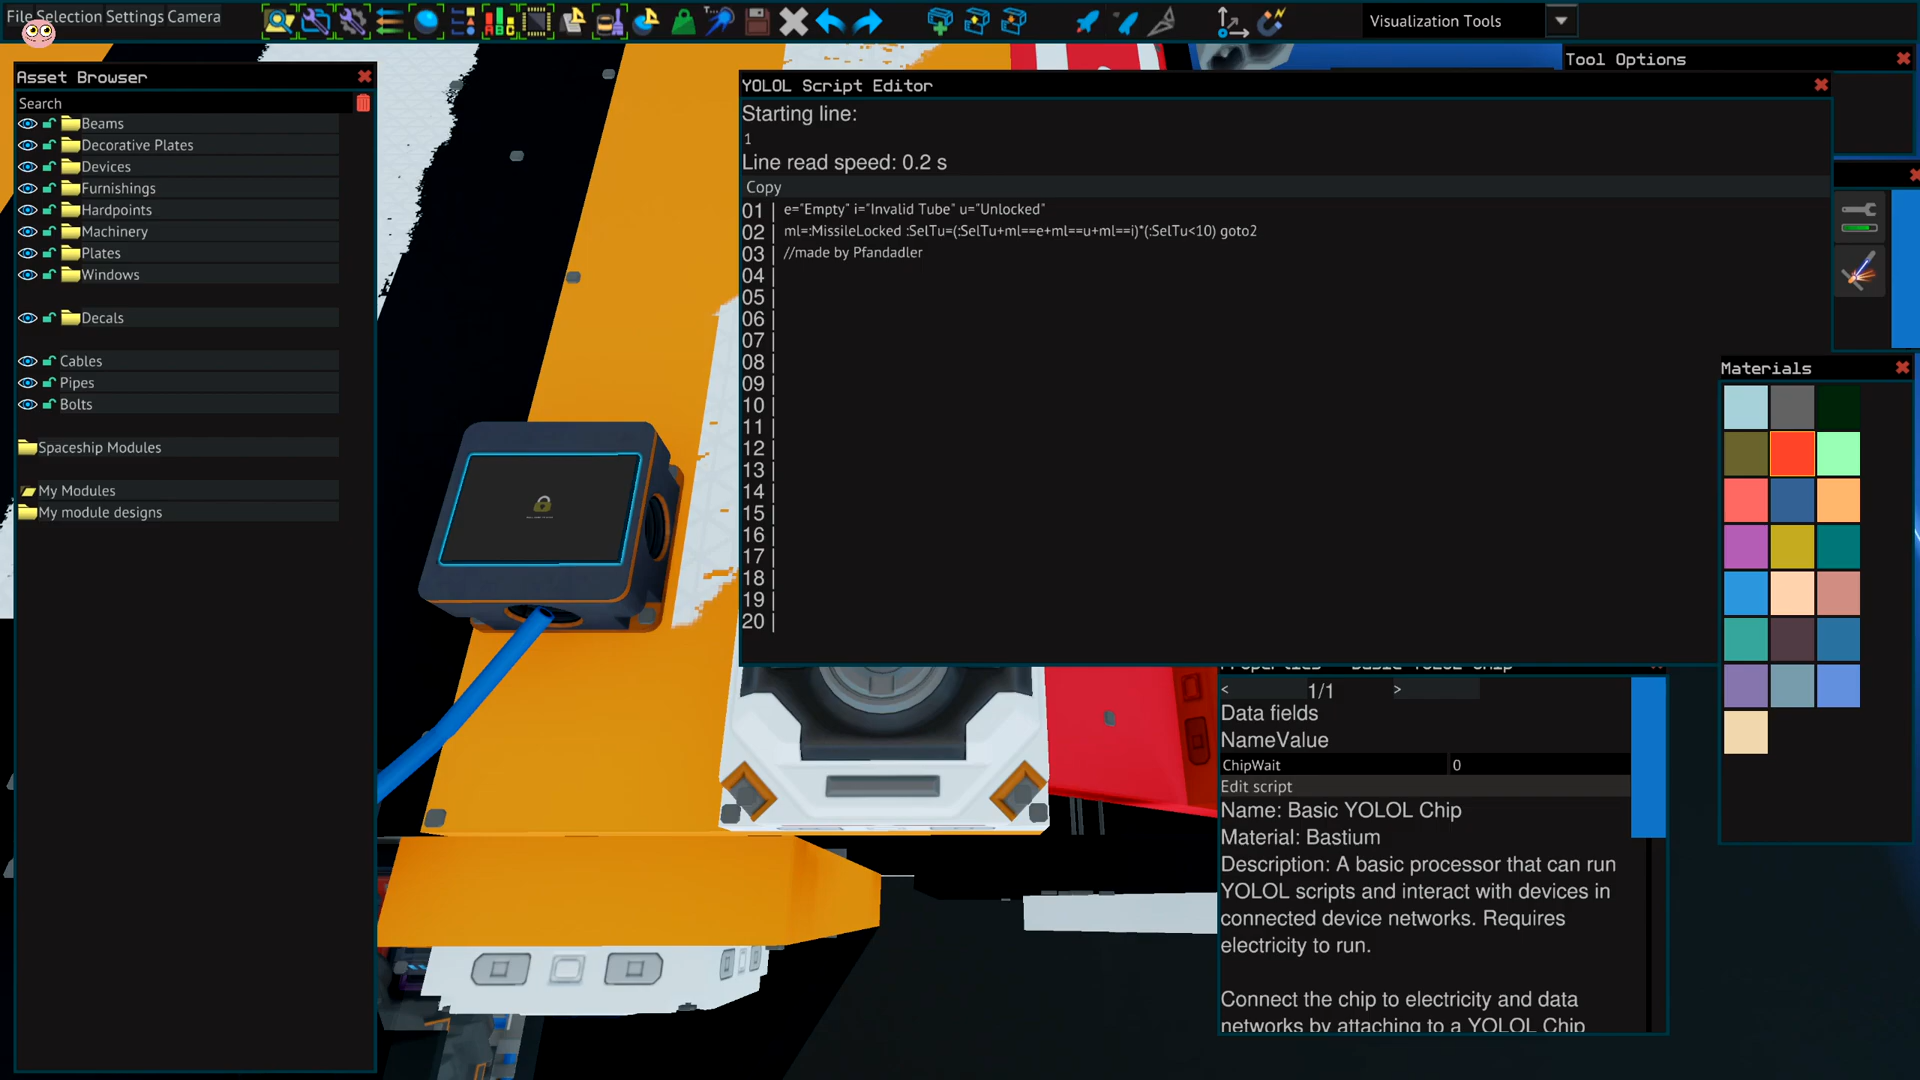 File Selection Settings Camera
Visualization Tools
Asset Browser
Search
Beams
Decorative Plates
Devices
Furnishings
Hardpoints
Machinery
Plates
Windows
Decals
Cables
Pipes
Bolts
Spaceship Modules
My Modules
My module designs
YOLOL Script Editor
Starting line:
1
Line read speed: 0.2 s
Copy
01 | e="Empty" i="Invalid Tube" u="Unlocked"
02 | ml=:MissileLocked :SelTu=(:SelTu+ml==e+ml==u+ml==i)*(:SelTu<10) goto2
03 | //made by Pfandadler
04 |
05 |
06 |
07 |
08 |
09 |
10 |
11 |
12 |
13 |
14 |
15 |
16 |
17 |
18 |
19 |
20 |
Tool Options
Materials
Properties - Basic YOLOL Chip
< 1/1 >
Data fields
NameValue
ChipWait 0
Edit script
Name: Basic YOLOL Chip
Material: Bastium
Description: A basic processor that can run
YOLOL scripts and interact with devices in
connected device networks. Requires
electricity to run.
Connect the chip to electricity and data
networks by attaching to a YOLOL Chip